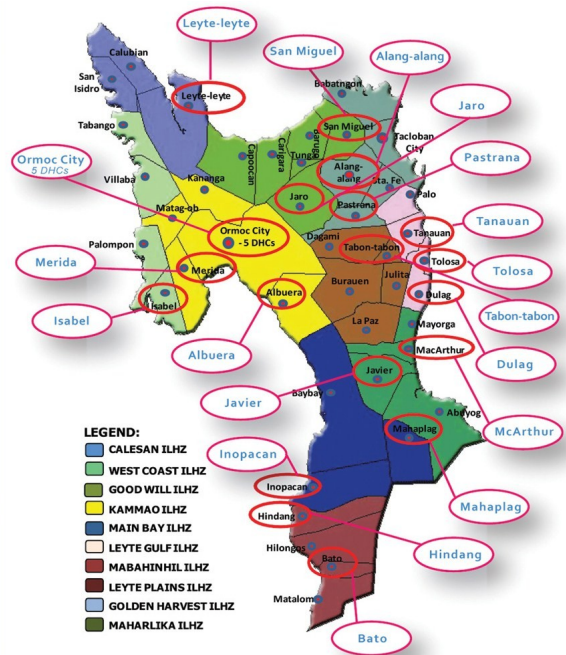 Leyte-leyte
San Miguel
Alang-alang
Jaro
Pastrana
Tanauan
Tolosa
Tabon-tabon
Dulag
McArthur
Mahaplag
Hindang
Bato
Inopacan
Javier
Albuera
Isabel
Merida
Ormoc City
5 DHCs
Calubian
San
Isidro
Leyte-leyte
Tabango
Villaba
Kananga
Matag-ob
Palompon
Ormoc City
- 5 DHCs
Merida
Isabel
Albuera
Capoocan
Carigara
Tunga
Barugo
Babatngon
San Miguel
Tacloban
City
Alang-
alang
Sta. Fe
Palo
Jaro
Pastrana
Dagami
Tabon-tabon
Tanauan
Tolosa
Burauen
Julita
Dulag
La Paz
Mayorga
MacArthur
Javier
Abuyog
Baybay
Mahaplag
Inopacan
Hindang
Hilongos
Bato
Matalom
LEGEND:
CALESAN ILHZ
WEST COAST ILHZ
GOOD WILL ILHZ
KAMMAO ILHZ
MAIN BAY ILHZ
LEYTE GULF ILHZ
MABAHINHIL ILHZ
LEYTE PLAINS ILHZ
GOLDEN HARVEST ILHZ
MAHARLIKA ILHZ